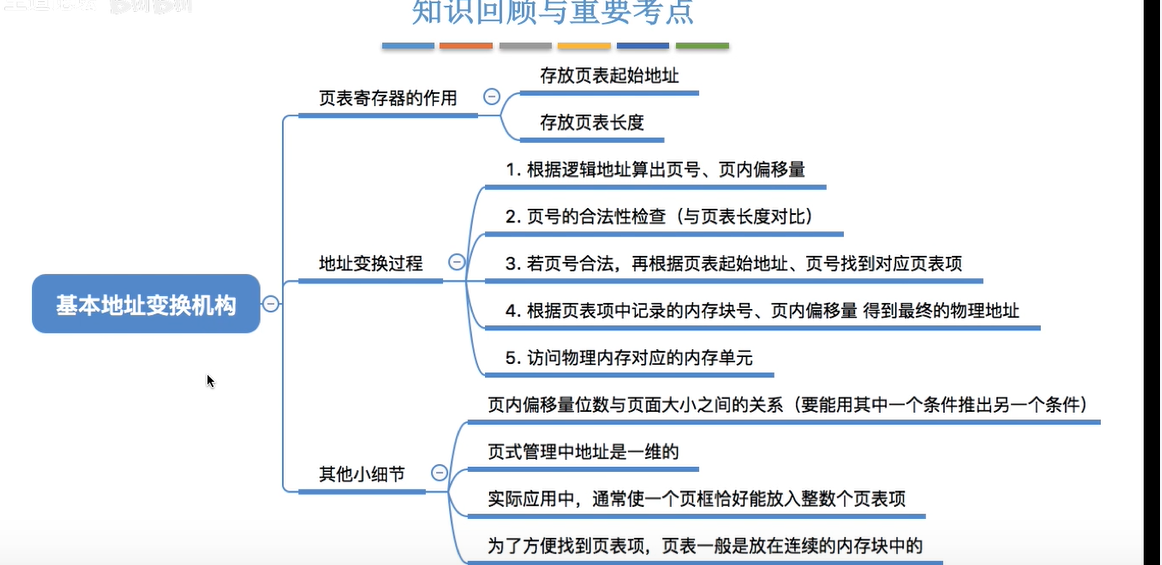 知识回顾与重要考点
页表寄存器的作用
存放页表起始地址
存放页表长度
基本地址变换机构
地址变换过程
1. 根据逻辑地址算出页号、页内偏移量
2. 页号的合法性检查（与页表长度对比）
3. 若页号合法，再根据页表起始地址、页号找到对应页表项
4. 根据页表项中记录的内存块号、页内偏移量 得到最终的物理地址
5. 访问物理内存对应的内存单元
其他小细节
页内偏移量位数与页面大小之间的关系（要能用其中一个条件推出另一个条件）
页式管理中地址是一维的
实际应用中，通常使一个页框恰好能放入整数个页表项
为了方便找到页表项，页表一般是放在连续的内存块中的